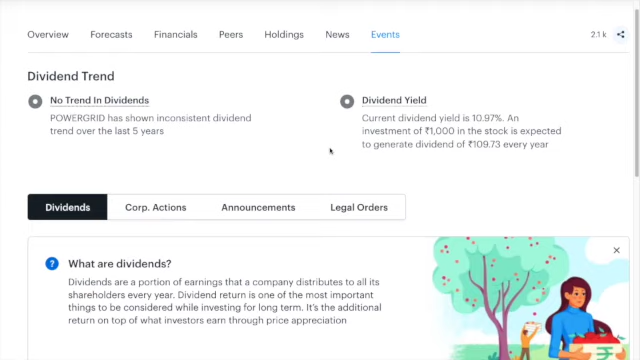 Overview Forecasts Financials Peers Holdings News Events 2.1 k
Dividend Trend
No Trend In Dividends
POWERGRID has shown inconsistent dividend
trend over the last 5 years
Dividend Yield
Current dividend yield is 10.97%. An
investment of ₹1,000 in the stock is expected
to generate dividend of ₹109.73 every year
Dividends Corp. Actions Announcements Legal Orders
? What are dividends?
Dividends are a portion of earnings that a company distributes to all its
shareholders every year. Dividend return is one of the most important
things to be considered while investing for long term. It's the additional
return on top of what investors earn through price appreciation
₹